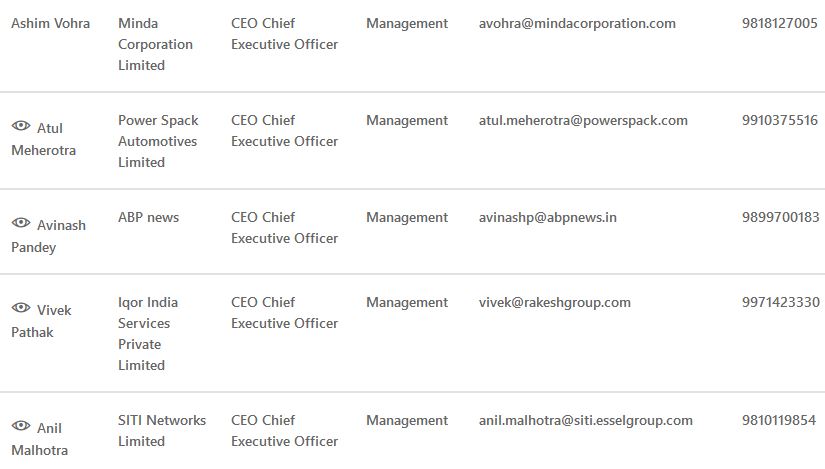 Ashim Vohra Minda Corporation Limited CEO Chief Executive Officer Management avohra@mindacorporation.com 9818127005
Atul Meherotra Power Spack Automotives Limited CEO Chief Executive Officer Management atul.meherotra@powerspack.com 9910375516
Avinash Pandey ABP news CEO Chief Executive Officer Management avinashp@abpnews.in 9899700183
Vivek Pathak Iqor India Services Private Limited CEO Chief Executive Officer Management vivek@rakeshgroup.com 9971423330
Anil Malhotra SITI Networks Limited CEO Chief Executive Officer Management anil.malhotra@siti.esselgroup.com 9810119854